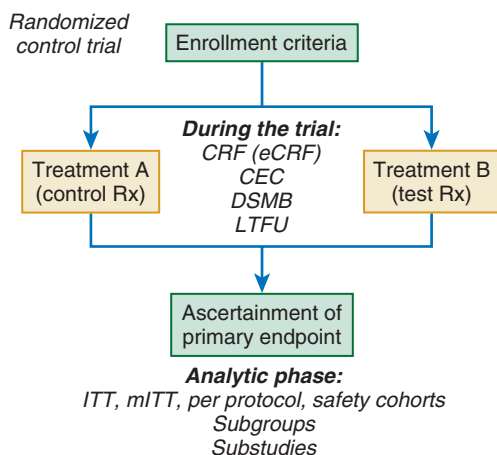 Randomized
control trial
Enrollment criteria
During the trial:
CRF (eCRF)
CEC
DSMB
LTFU
Treatment A
(control Rx)
Treatment B
(test Rx)
Ascertainment of
primary endpoint
Analytic phase:
ITT, mITT, per protocol, safety cohorts
Subgroups
Substudies